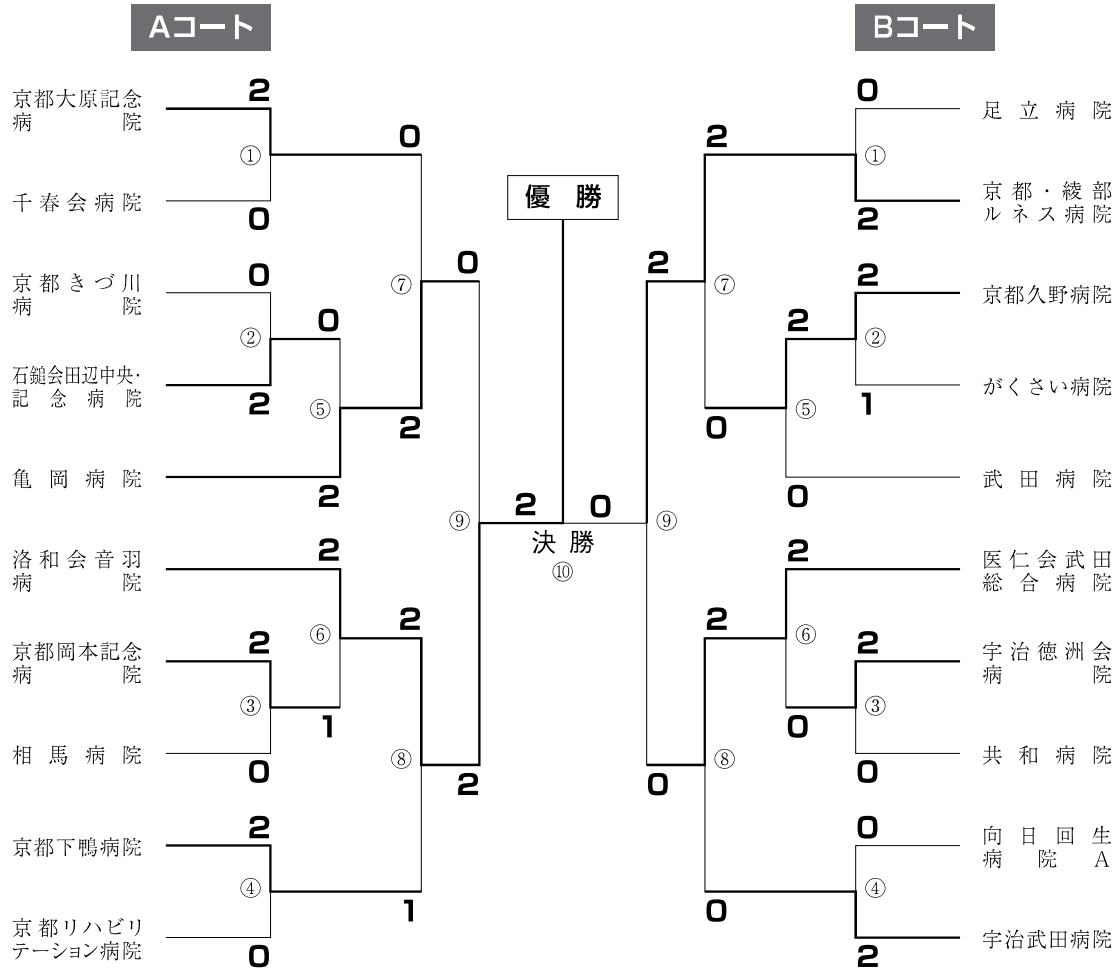 Aコート
京都大原記念
病院
千春会病院
京都きづ川
病院
石鎚会田辺中央・
記念病院
亀岡病院
洛和会音羽
病院
京都岡本記念
病院
相馬病院
京都下鴨病院
京都リハビリ
テーション病院
2
①
0
0
②
2
0
⑤
2
0
⑦
2
2
⑥
2
③
0
1
2
④
0
2
⑧
1
0
⑨
2
優勝
2
0
決勝
⑩
Bコート
足立病院
京都・綾部
ルネス病院
京都久野病院
がくさい病院
武田病院
医仁会武田
総合病院
宇治徳洲会
病院
共和病院
向日回生
病院A
宇治武田病院
0
①
2
2
②
1
2
⑤
0
2
⑦
0
2
⑥
2
③
0
0
0
④
2
2
⑧
0
2
⑨
0